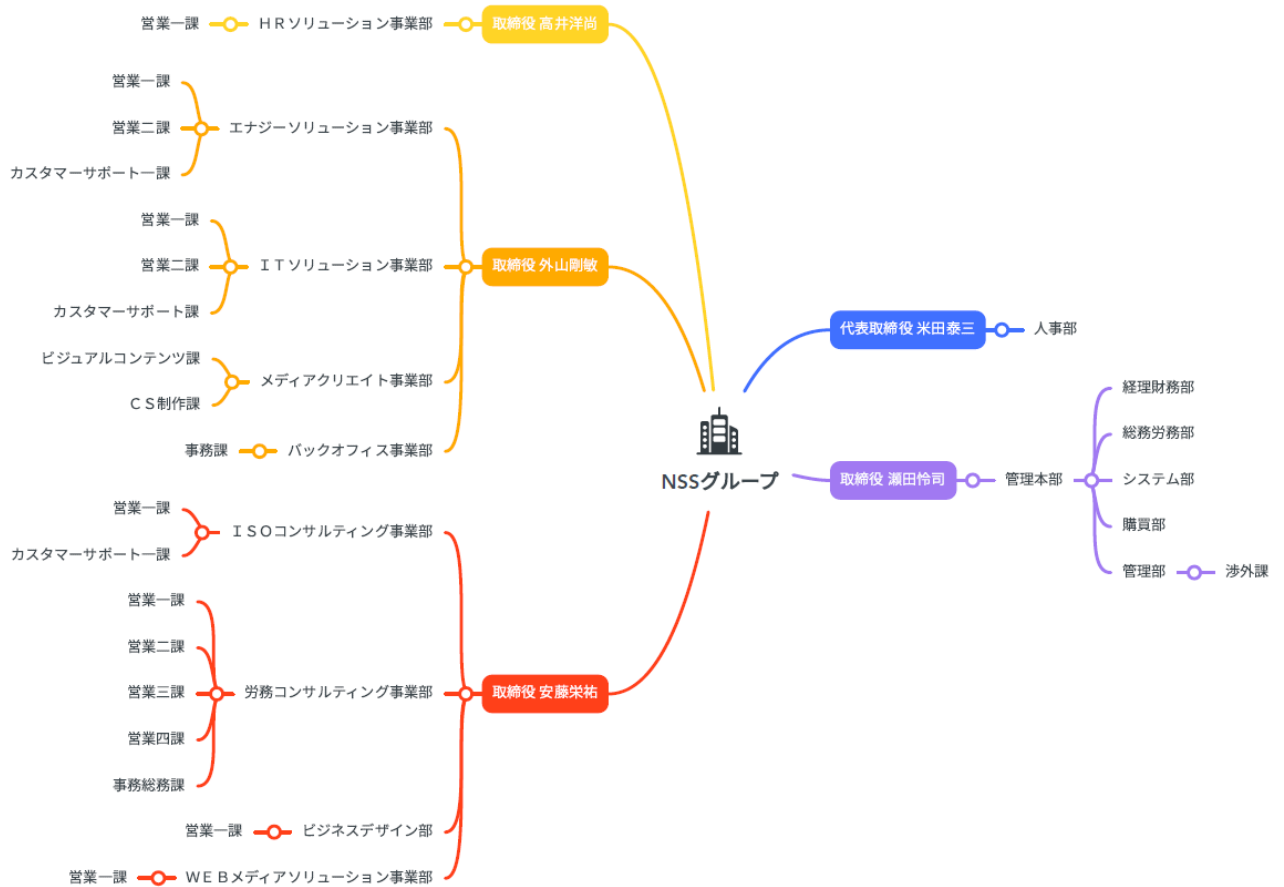 営業一課
ＨＲソリューション事業部
取締役 高井洋尚
営業一課
営業二課
カスタマーサポート一課
エナジーソリューション事業部
営業一課
営業二課
カスタマーサポート課
ＩＴソリューション事業部
取締役 外山剛敏
ビジュアルコンテンツ課
ＣＳ制作課
メディアクリエイト事業部
事務課
バックオフィス事業部
営業一課
カスタマーサポート一課
ＩＳＯコンサルティング事業部
営業一課
営業二課
営業三課
営業四課
事務総務課
労務コンサルティング事業部
取締役 安藤栄祐
営業一課
ビジネスデザイン部
営業一課
ＷＥＢメディアソリューション事業部
NSSグループ
代表取締役 米田泰三
人事部
取締役 瀬田怜司
管理本部
経理財務部
総務労務部
システム部
購買部
管理部
渉外課